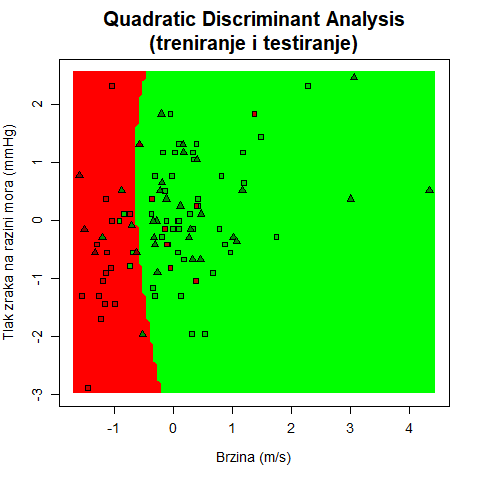 Quadratic Discriminant Analysis
(treniranje i testiranje)
Tlak zraka na razini mora (mmHg)
2
1
0
-1
-2
-3
-1 0 1 2 3 4
Brzina (m/s)